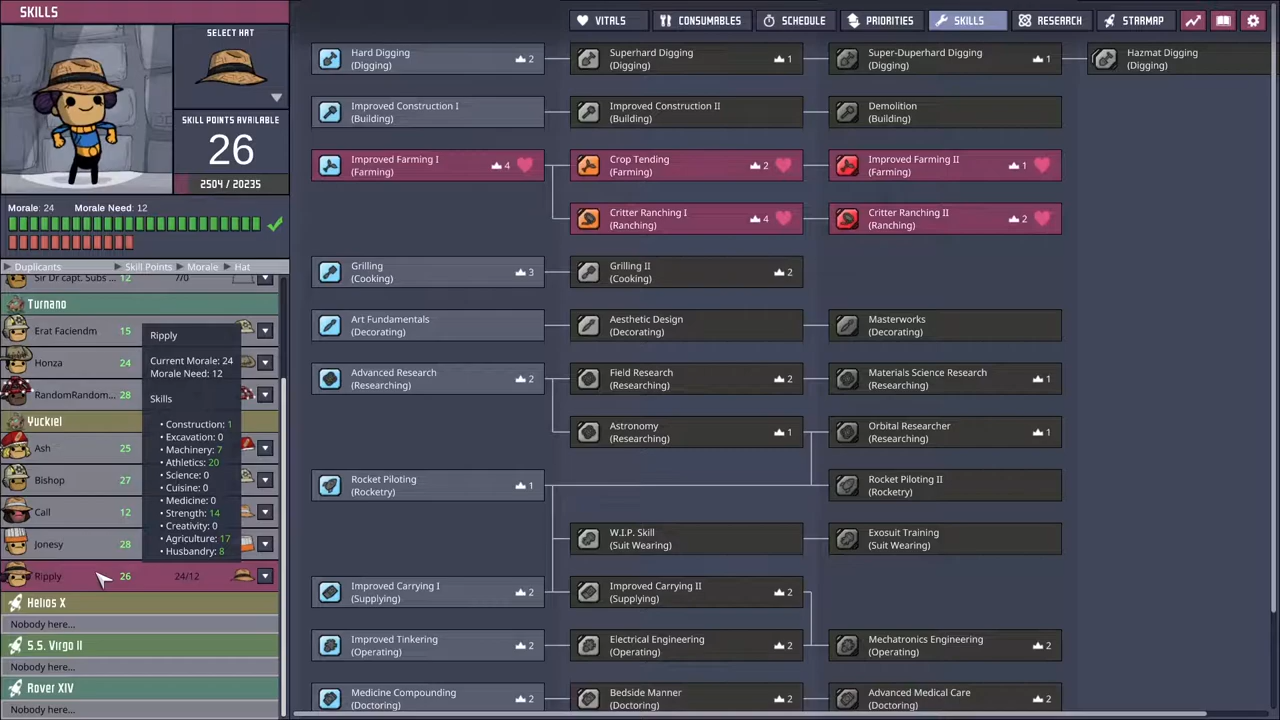 SKILLS
VITALS
CONSUMABLES
SCHEDULE
PRIORITIES
SKILLS
RESEARCH
STARMAP
SELECT HAT
SKILL POINTS AVAILABLE
26
2504 / 20235
Morale: 24 Morale Need: 12
Duplicants Skill Points Morale Hat
Sir Dr capt. Subs ... 12 7/0
Turnano
Erat Faciendm 15
Honza 24
RandomRandom... 28
Yuckiel
Ash 25
Bishop 27
Call 12
Jonesy 28
Ripply 26 24/12
Helios X
Nobody here...
S.S. Virgo II
Nobody here...
Rover XIV
Nobody here...
Ripply
Current Morale: 24
Morale Need: 12
Skills
• Construction: 1
• Excavation: 0
• Machinery: 7
• Athletics: 20
• Science: 0
• Cuisine: 0
• Medicine: 0
• Strength: 14
• Creativity: 0
• Agriculture: 17
• Husbandry: 8
Hard Digging
(Digging)
2
Superhard Digging
(Digging)
1
Super-Duperhard Digging
(Digging)
1
Hazmat Digging
(Digging)
Improved Construction I
(Building)
Improved Construction II
(Building)
Demolition
(Building)
Improved Farming I
(Farming)
4
Crop Tending
(Farming)
2
Improved Farming II
(Farming)
1
Critter Ranching I
(Ranching)
4
Critter Ranching II
(Ranching)
2
Grilling
(Cooking)
3
Grilling II
(Cooking)
2
Art Fundamentals
(Decorating)
Aesthetic Design
(Decorating)
Masterworks
(Decorating)
Advanced Research
(Researching)
2
Field Research
(Researching)
2
Materials Science Research
(Researching)
1
Astronomy
(Researching)
1
Orbital Researcher
(Researching)
1
Rocket Piloting
(Rocketry)
1
Rocket Piloting II
(Rocketry)
W.I.P. Skill
(Suit Wearing)
Exosuit Training
(Suit Wearing)
Improved Carrying I
(Supplying)
2
Improved Carrying II
(Supplying)
2
Improved Tinkering
(Operating)
2
Electrical Engineering
(Operating)
2
Mechatronics Engineering
(Operating)
2
Medicine Compounding
(Doctoring)
2
Bedside Manner
(Doctoring)
2
Advanced Medical Care
(Doctoring)
2